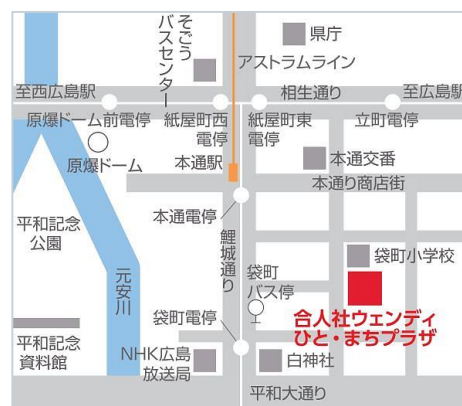 そごう
バスセンター
県庁
アストラムライン
至西広島駅
相生通り
至広島駅
原爆ドーム前電停
紙屋町西
電停
紙屋町東
電停
立町電停
原爆ドーム
本通駅
本通交番
本通り商店街
本通電停
平和記念
公園
鯉城通り
元安川
袋町
バス停
袋町小学校
袋町電停
合人社ウェンディ
ひと・まちプラザ
平和記念
資料館
NHK広島
放送局
白神社
平和大通り